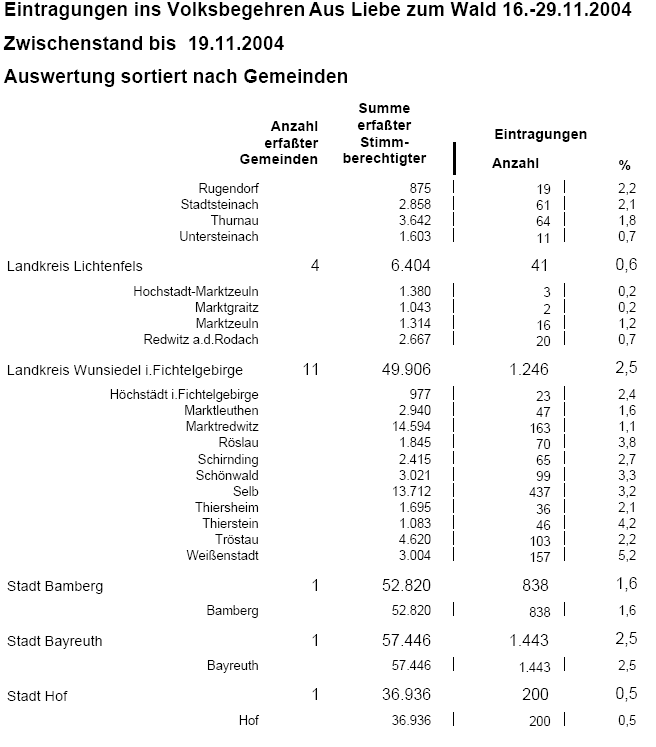 Eintragungen ins Volksbegehren Aus Liebe zum Wald 16.-29.11.2004
Zwischenstand bis 19.11.2004
Auswertung sortiert nach Gemeinden
Anzahl erfaßter Gemeinden
Summe erfaßter Stimm-berechtigter
Eintragungen
Anzahl %
Rugendorf 875 19 2,2
Stadtsteinach 2.858 61 2,1
Thurnau 3.642 64 1,8
Untersteinach 1.603 11 0,7
Landkreis Lichtenfels 4 6.404 41 0,6
Hochstadt-Marktzeuln 1.380 3 0,2
Marktgraitz 1.043 2 0,2
Marktzeuln 1.314 16 1,2
Redwitz a.d.Rodach 2.667 20 0,7
Landkreis Wunsiedel i.Fichtelgebirge 11 49.906 1.246 2,5
Höchstädt i.Fichtelgebirge 977 23 2,4
Marktleuthen 2.940 47 1,6
Marktredwitz 14.594 163 1,1
Röslau 1.845 70 3,8
Schirnding 2.415 65 2,7
Schönwald 3.021 99 3,3
Selb 13.712 437 3,2
Thiersheim 1.695 36 2,1
Thierstein 1.083 46 4,2
Tröstau 4.620 103 2,2
Weißenstadt 3.004 157 5,2
Stadt Bamberg 1 52.820 838 1,6
Bamberg 52.820 838 1,6
Stadt Bayreuth 1 57.446 1.443 2,5
Bayreuth 57.446 1.443 2,5
Stadt Hof 1 36.936 200 0,5
Hof 36.936 200 0,5